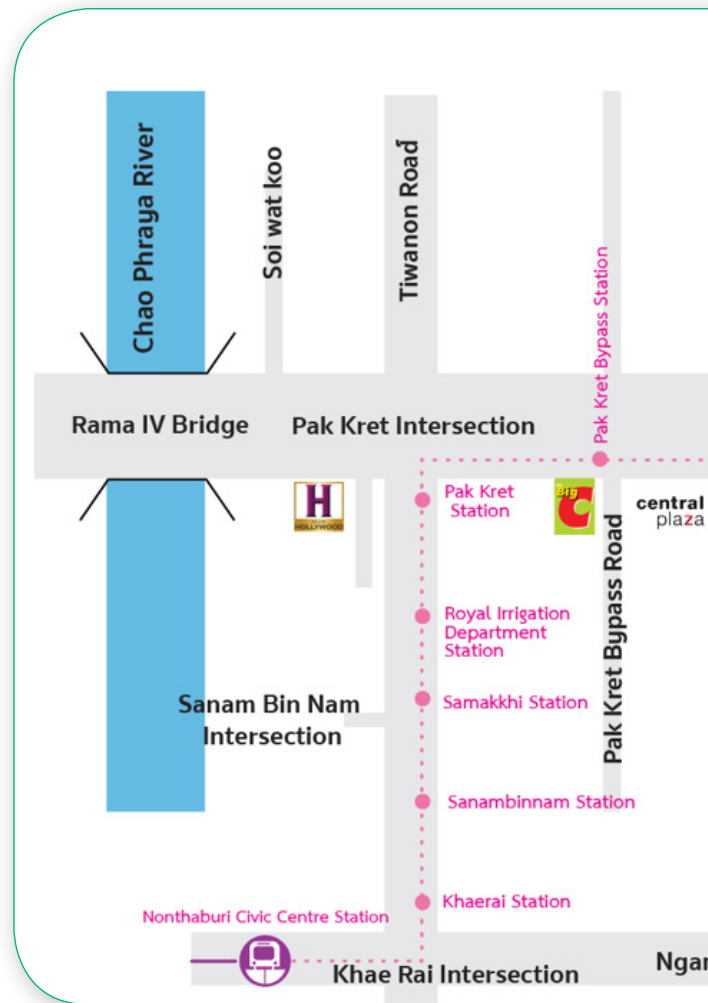 Chao Phraya River
Soi wat koo
Tiwanon Road
Pak Kret Bypass Station
Rama IV Bridge
Pak Kret Intersection
H
HOLLYWOOD
Pak Kret
Station
Big
C
central
plaza
Pak Kret Bypass Road
Royal Irrigation
Department
Station
Sanam Bin Nam
Intersection
Samakkhi Station
Sanambinnam Station
Khaerai Station
Nonthaburi Civic Centre Station
Khae Rai Intersection
Ngar